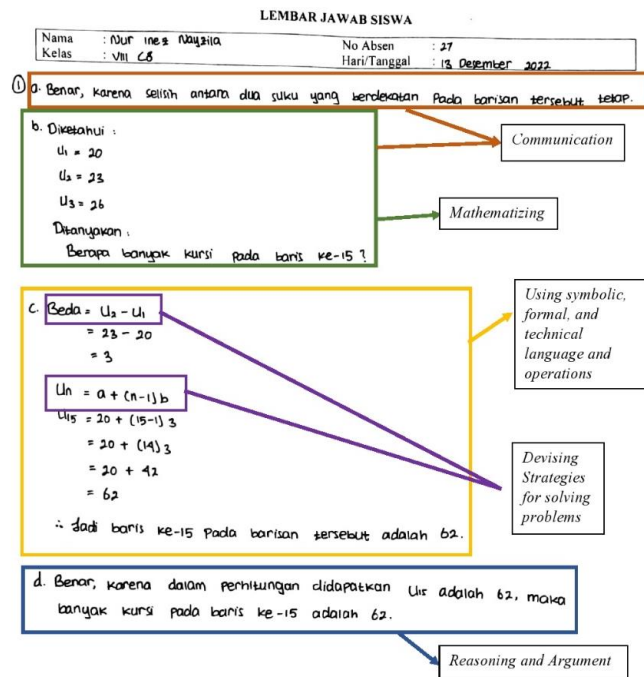 LEMBAR JAWAB SISWA
Nama : Nur Inez Nayzila
No Absen : 27
Kelas : VIII C8
Hari/Tanggal : 13 Desember 2022
① a. Benar, karena selisih antara dua suku yang berdekatan pada barisan tersebut tetap.
b. Diketahui :
U₁ = 20
U₂ = 23
U₃ = 26
Ditanyakan :
Berapa banyak kursi pada baris ke-15 ?
Communication
Mathematizing
c. Beda = U₂ - U₁
= 23 - 20
= 3
Un = a + (n-1)b
U₁₅ = 20 + (15-1) 3
= 20 + (14) 3
= 20 + 42
= 62
∴ Jadi baris ke-15 pada barisan tersebut adalah 62.
Using symbolic,
formal, and
technical
language and
operations
Devising
Strategies
for solving
problems
d. Benar, karena dalam perhitungan didapatkan U₁₅ adalah 62, maka
banyak kursi pada baris ke-15 adalah 62.
Reasoning and Argument